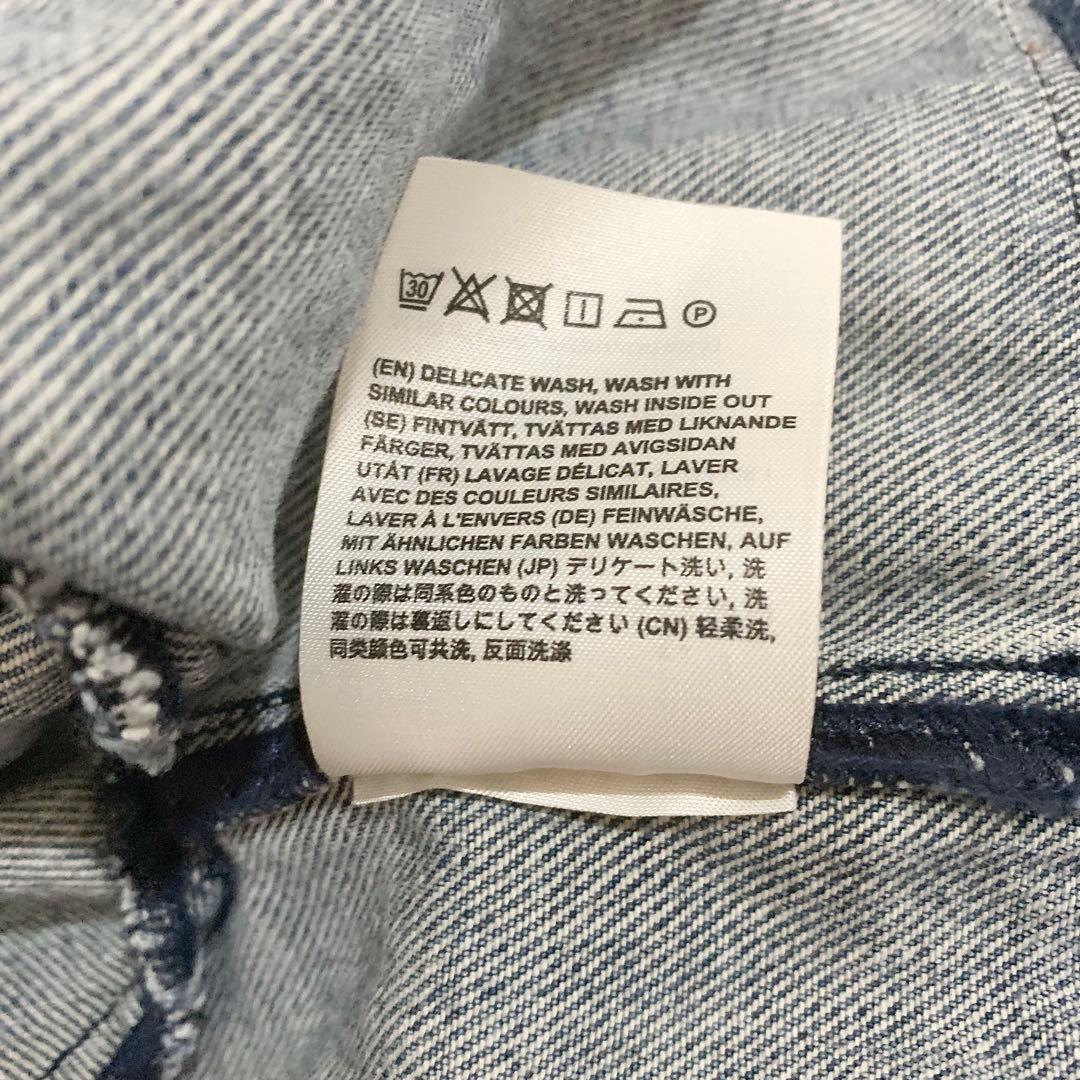 30 P
(EN) DELICATE WASH, WASH WITH
SIMILAR COLOURS, WASH INSIDE OUT
(SE) FINTVÄTT, TVÄTTAS MED LIKNANDE
FÄRGER, TVÄTTAS MED AVIGSIDAN
UTÅT (FR) LAVAGE DÉLICAT, LAVER
AVEC DES COULEURS SIMILAIRES,
LAVER À L'ENVERS (DE) FEINWÄSCHE,
MIT ÄHNLICHEN FARBEN WASCHEN, AUF
LINKS WASCHEN (JP) デリケート洗い, 洗
濯の際は同系色のものと洗ってください, 洗
濯の際は裏返しにしてください (CN) 轻柔洗,
同类颜色可共洗, 反面洗涤